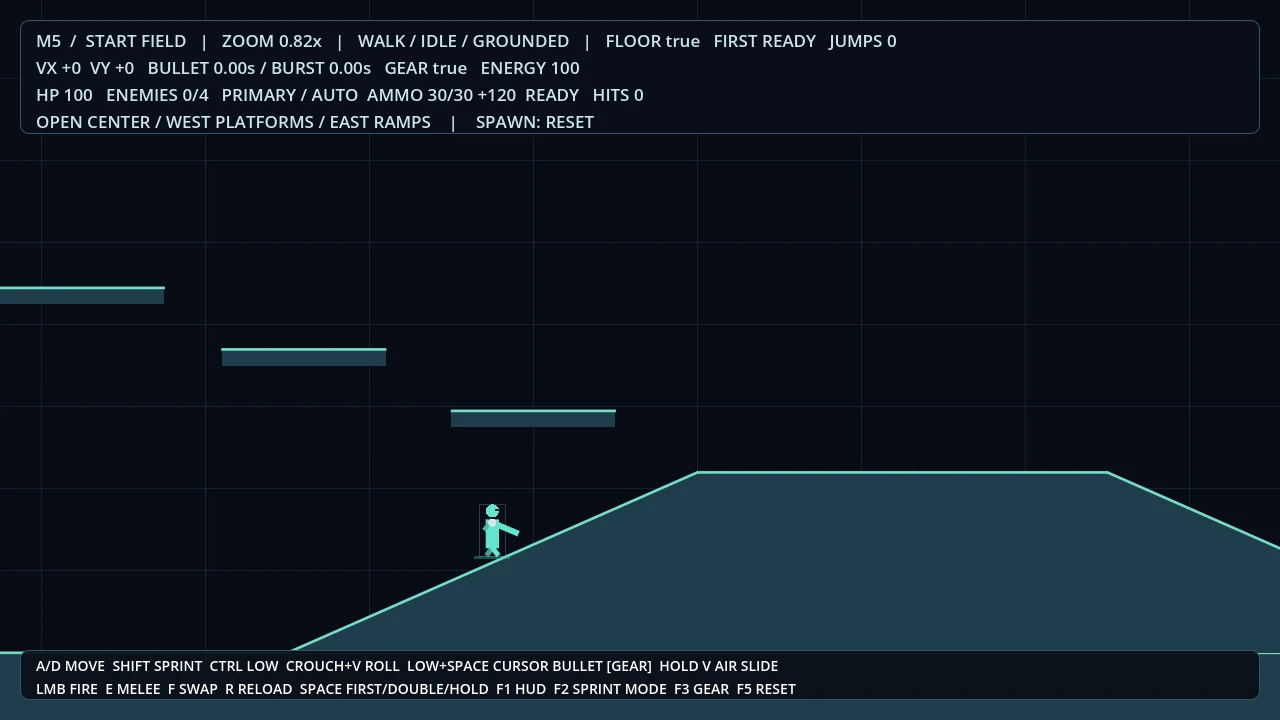 M5 / START FIELD | ZOOM 0.82x | WALK / IDLE / GROUNDED | FLOOR true FIRST READY JUMPS 0
VX +0 VY +0 BULLET 0.00s / BURST 0.00s GEAR true ENERGY 100
HP 100 ENEMIES 0/4 PRIMARY / AUTO AMMO 30/30 +120 READY HITS 0
OPEN CENTER / WEST PLATFORMS / EAST RAMPS | SPAWN: RESET
A/D MOVE SHIFT SPRINT CTRL LOW CROUCH+V ROLL LOW+SPACE CURSOR BULLET [GEAR] HOLD V AIR SLIDE
LMB FIRE E MELEE F SWAP R RELOAD SPACE FIRST/DOUBLE/HOLD F1 HUD F2 SPRINT MODE F3 GEAR F5 RESET